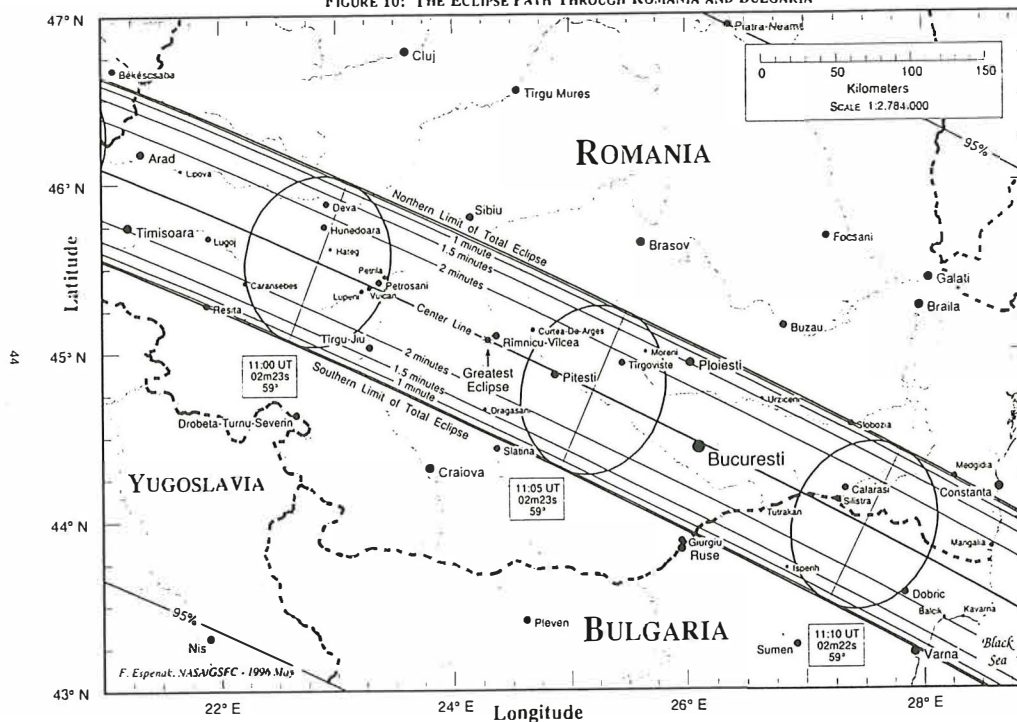 FIGURE 10: THE ECLIPSE PATH THROUGH ROMANIA AND BULGARIA
47° N
46° N
45° N
44° N
43° N
Latitude
44
22° E
24° E
26° E
28° E
Longitude
0 50 100 150
Kilometers
SCALE 1:2,784,000
ROMANIA
YUGOSLAVIA
BULGARIA
Black
Sea
95%
95%
Piatra-Neamt
Békéscsaba
Cluj
Tirgu Mures
Arad
Lipova
Deva
Sibiu
Timisoara
Lugoj
Hunedoara
Hateg
Brasov
Focsani
Galati
Braila
Buzau
Caransebes
Petrila
Petrosani
Lupeni
Vulcan
Resita
Tirgu-Jiu
Curtea-De-Arges
Rimnicu-Vilcea
Moreni
Tirgoviste
Ploiesti
Pitesti
Urziceni
Slobozia
Dragasan
Drobeta-Turnu-Severin
Slatina
Craiova
Bucuresti
Calarasi
Silistra
Tutrakan
Medgidia
Constanta
Mangalia
Giurgiu
Ruse
Isperih
Dobric
Balcik
Kavarna
Varna
Sumen
Pleven
Nis
Northern Limit of Total Eclipse
1 minute
1.5 minutes
2 minutes
Center Line
Greatest
Eclipse
2 minutes
1.5 minutes
1 minute
Southern Limit of Total Eclipse
11:00 UT
02m23s
59°
11:05 UT
02m23s
59°
11:10 UT
02m22s
59°
F. Espenak, NASA/GSFC - 1996 May